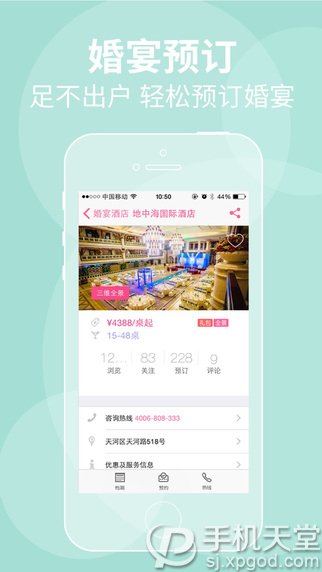 婚宴预订
足不出户 轻松预订婚宴
中国移动 10:50 44%
婚宴酒店 地中海国际酒店
三维全景
¥4388/桌起 礼包 全景
15-48桌
12... 83 228 9
浏览 关注 预订 评论
咨询热线 4006-808-333
天河区天河路518号
优惠及服务信息
档期 预约 热线
手机天堂
sj.xpgod.com